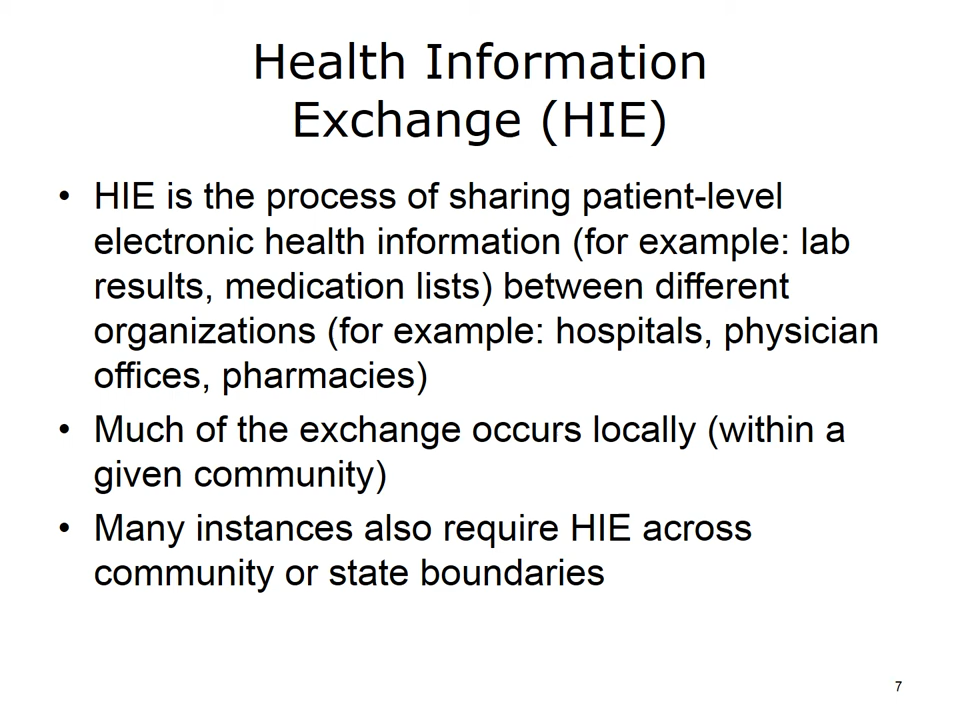 Health Information
Exchange (HIE)
• HIE is the process of sharing patient-level
electronic health information (for example: lab
results, medication lists) between different
organizations (for example: hospitals, physician
offices, pharmacies)
• Much of the exchange occurs locally (within a
given community)
• Many instances also require HIE across
community or state boundaries
7